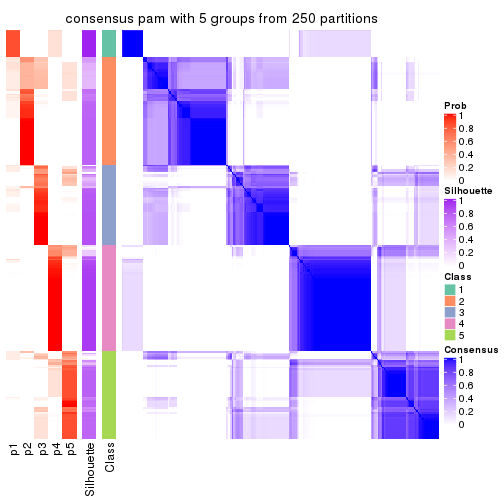 consensus pam with 5 groups from 250 partitions
Prob
1
0.8
0.6
0.4
0.2
0
Silhouette
1
0.8
0.6
0.4
0.2
0
Class
1
2
3
4
5
Consensus
1
0.8
0.6
0.4
0.2
0
p1
p2
p3
p4
p5
Silhouette
Class